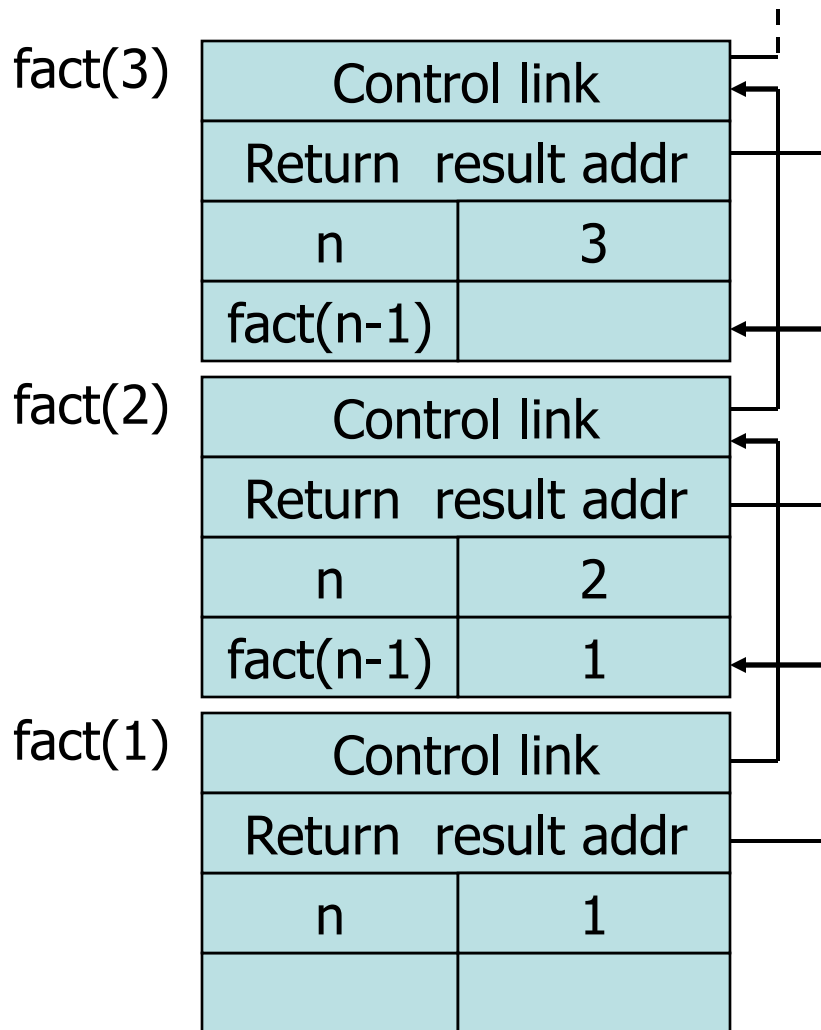 fact(3)
Control link
Return result addr
n 3
fact(n-1)
fact(2)
Control link
Return result addr
n 2
fact(n-1) 1
fact(1)
Control link
Return result addr
n 1